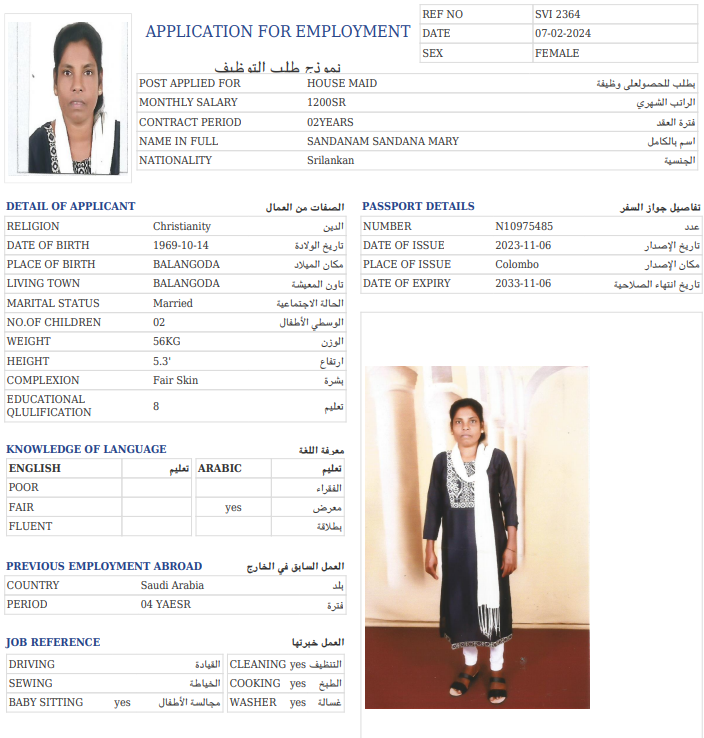 APPLICATION FOR EMPLOYMENT
نموذج طلب التوظيف
REF NO SVI 2364
DATE 07-02-2024
SEX FEMALE
POST APPLIED FOR HOUSE MAID بطلب للحصولعلى وظيفة
MONTHLY SALARY 1200SR الراتب الشهري
CONTRACT PERIOD 02YEARS فترة العقد
NAME IN FULL SANDANAM SANDANA MARY اسم بالكامل
NATIONALITY Srilankan الجنسية
DETAIL OF APPLICANT الصفات من العمال
RELIGION Christianity الدين
DATE OF BIRTH 1969-10-14 تاريخ الولادة
PLACE OF BIRTH BALANGODA مكان الميلاد
LIVING TOWN BALANGODA تاون المعيشة
MARITAL STATUS Married الحالة الاجتماعية
NO.OF CHILDREN 02 الوسطي الأطفال
WEIGHT 56KG الوزن
HEIGHT 5.3' ارتفاع
COMPLEXION Fair Skin بشرة
EDUCATIONAL
QLULIFICATION 8 تعليم
KNOWLEDGE OF LANGUAGE معرفة اللغة
ENGLISH تعليم ARABIC تعليم
POOR الفقراء
FAIR yes معرض
FLUENT بطلاقة
PREVIOUS EMPLOYMENT ABROAD العمل السابق في الخارج
COUNTRY Saudi Arabia بلد
PERIOD 04 YAESR فترة
JOB REFERENCE العمل خبرتها
DRIVING القيادة CLEANING yes التنظيف
SEWING الخياطة COOKING yes الطبخ
BABY SITTING yes مجالسة الأطفال WASHER yes غسالة
PASSPORT DETAILS تفاصيل جواز السفر
NUMBER N10975485 عدد
DATE OF ISSUE 2023-11-06 تاريخ الإصدار
PLACE OF ISSUE Colombo مكان الإصدار
DATE OF EXPIRY 2033-11-06 تاريخ انتهاء الصلاحية